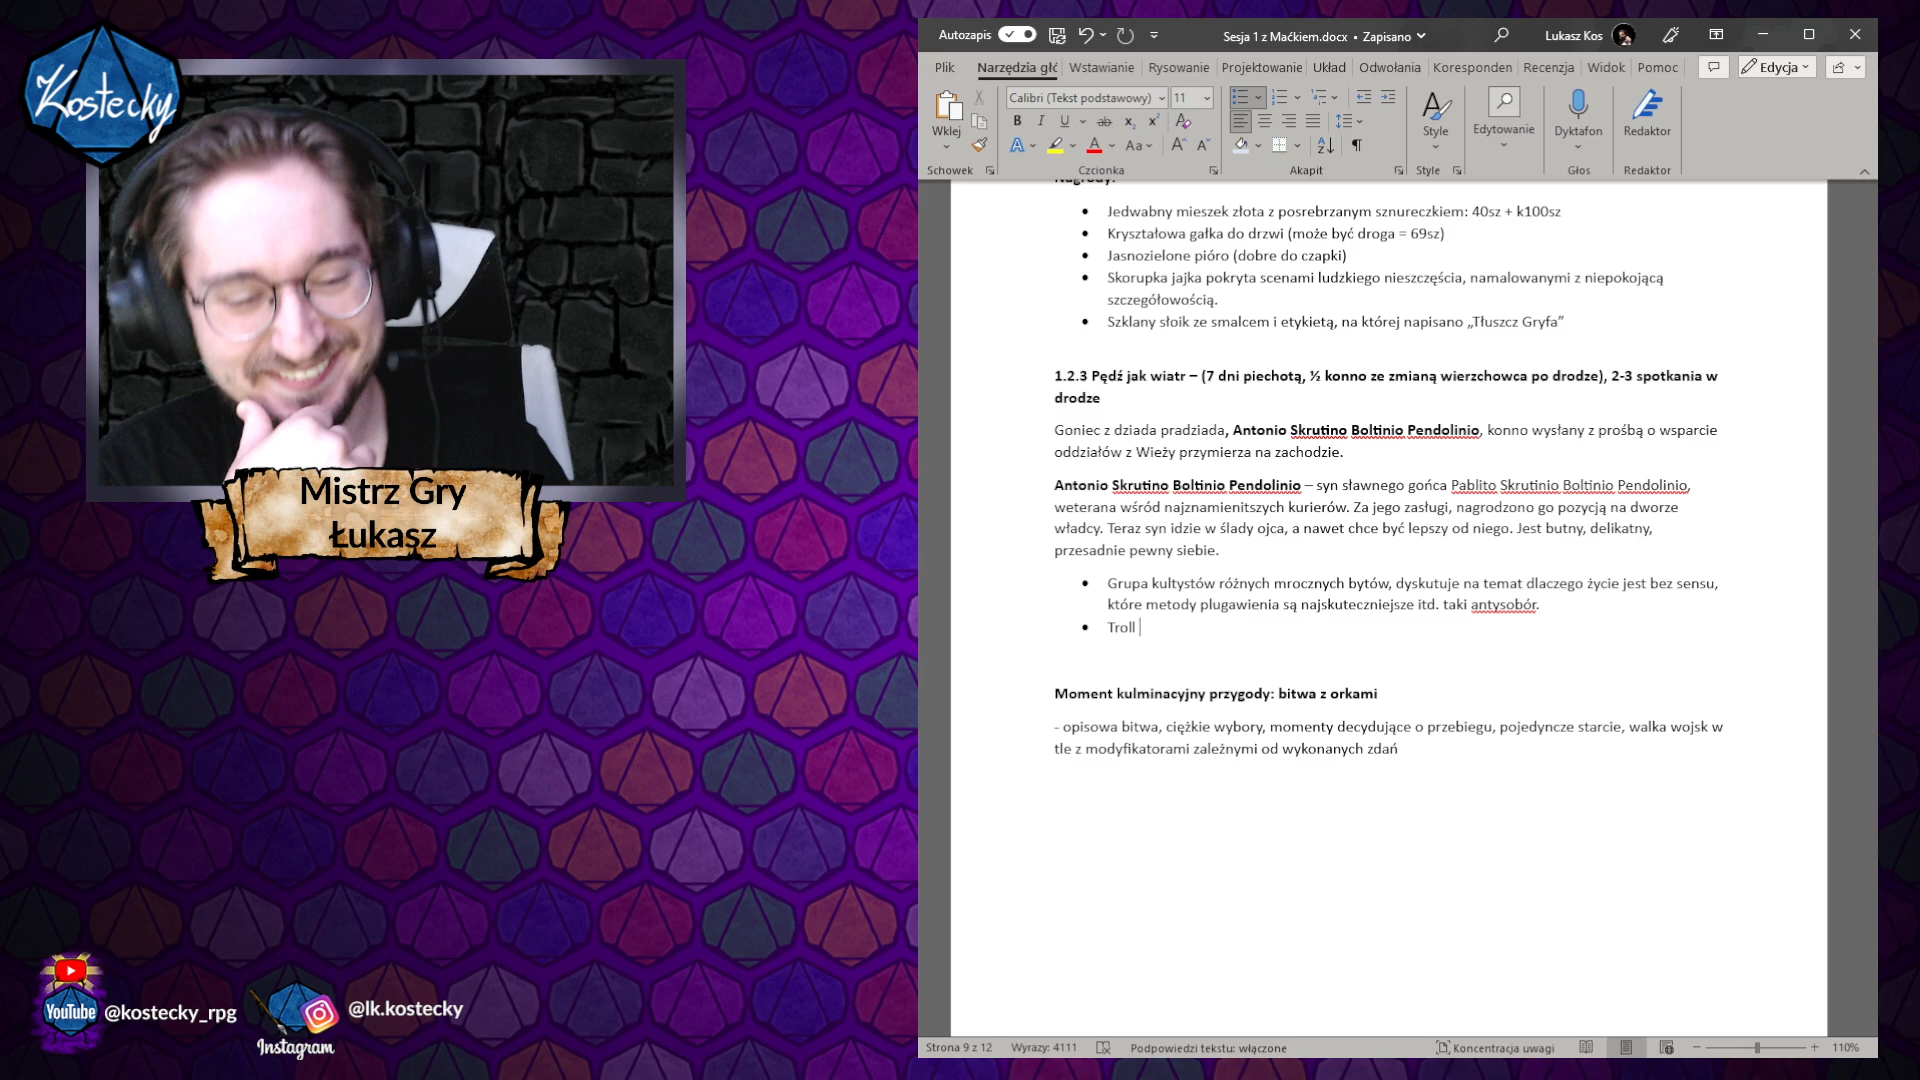 Kostecky
Mistrz Gry
Łukasz
YouTube
@kostecky_rpg
Instagram
@lk.kostecky
Autozapis
Sesja 1 z Maćkiem.docx • Zapisano
Lukasz Kos
Plik
Narzędzia głó
Wstawianie
Rysowanie
Projektowanie
Układ
Odwołania
Koresponden
Recenzja
Widok
Pomoc
Edycja
Wklej
Calibri (Tekst podstawowy)
11
Style
Edytowanie
Dyktafon
Redaktor
Schowek
Czcionka
Akapit
Style
Głos
Redaktor
Nagrody:
Jedwabny mieszek złota z posrebrzanym sznureczkiem: 40sz + k100sz
Kryształowa gałka do drzwi (może być droga = 69sz)
Jasnozielone pióro (dobre do czapki)
Skorupka jajka pokryta scenami ludzkiego nieszczęścia, namalowanymi z niepokojącą
szczegółowością.
Szklany słoik ze smalcem i etykietą, na której napisano „Tłuszcz Gryfa”
1.2.3 Pędź jak wiatr – (7 dni piechotą, ½ konno ze zmianą wierzchowca po drodze), 2-3 spotkania w
drodze
Goniec z dziada pradziada, Antonio Skrutino Boltinio Pendolinio, konno wysłany z prośbą o wsparcie
oddziałów z Wieży przymierza na zachodzie.
Antonio Skrutino Boltinio Pendolinio – syn sławnego gońca Pablito Skrutinio Boltinio Pendolinio,
weterana wśród najznamienitszych kurierów. Za jego zasługi, nagrodzono go pozycją na dworze
władcy. Teraz syn idzie w ślady ojca, a nawet chce być lepszy od niego. Jest butny, delikatny,
przesadnie pewny siebie.
Grupa kultystów różnych mrocznych bytów, dyskutuje na temat dlaczego życie jest bez sensu,
które metody plugawienia są najskuteczniejsze itd. taki antysobór.
Troll
Moment kulminacyjny przygody: bitwa z orkami
- opisowa bitwa, ciężkie wybory, momenty decydujące o przebiegu, pojedyncze starcie, walka wojsk w
tle z modyfikatorami zależnymi od wykonanych zdań
Strona 9 z 12
Wyrazy: 4111
Podpowiedzi tekstu: włączone
Koncentracja uwagi
110%